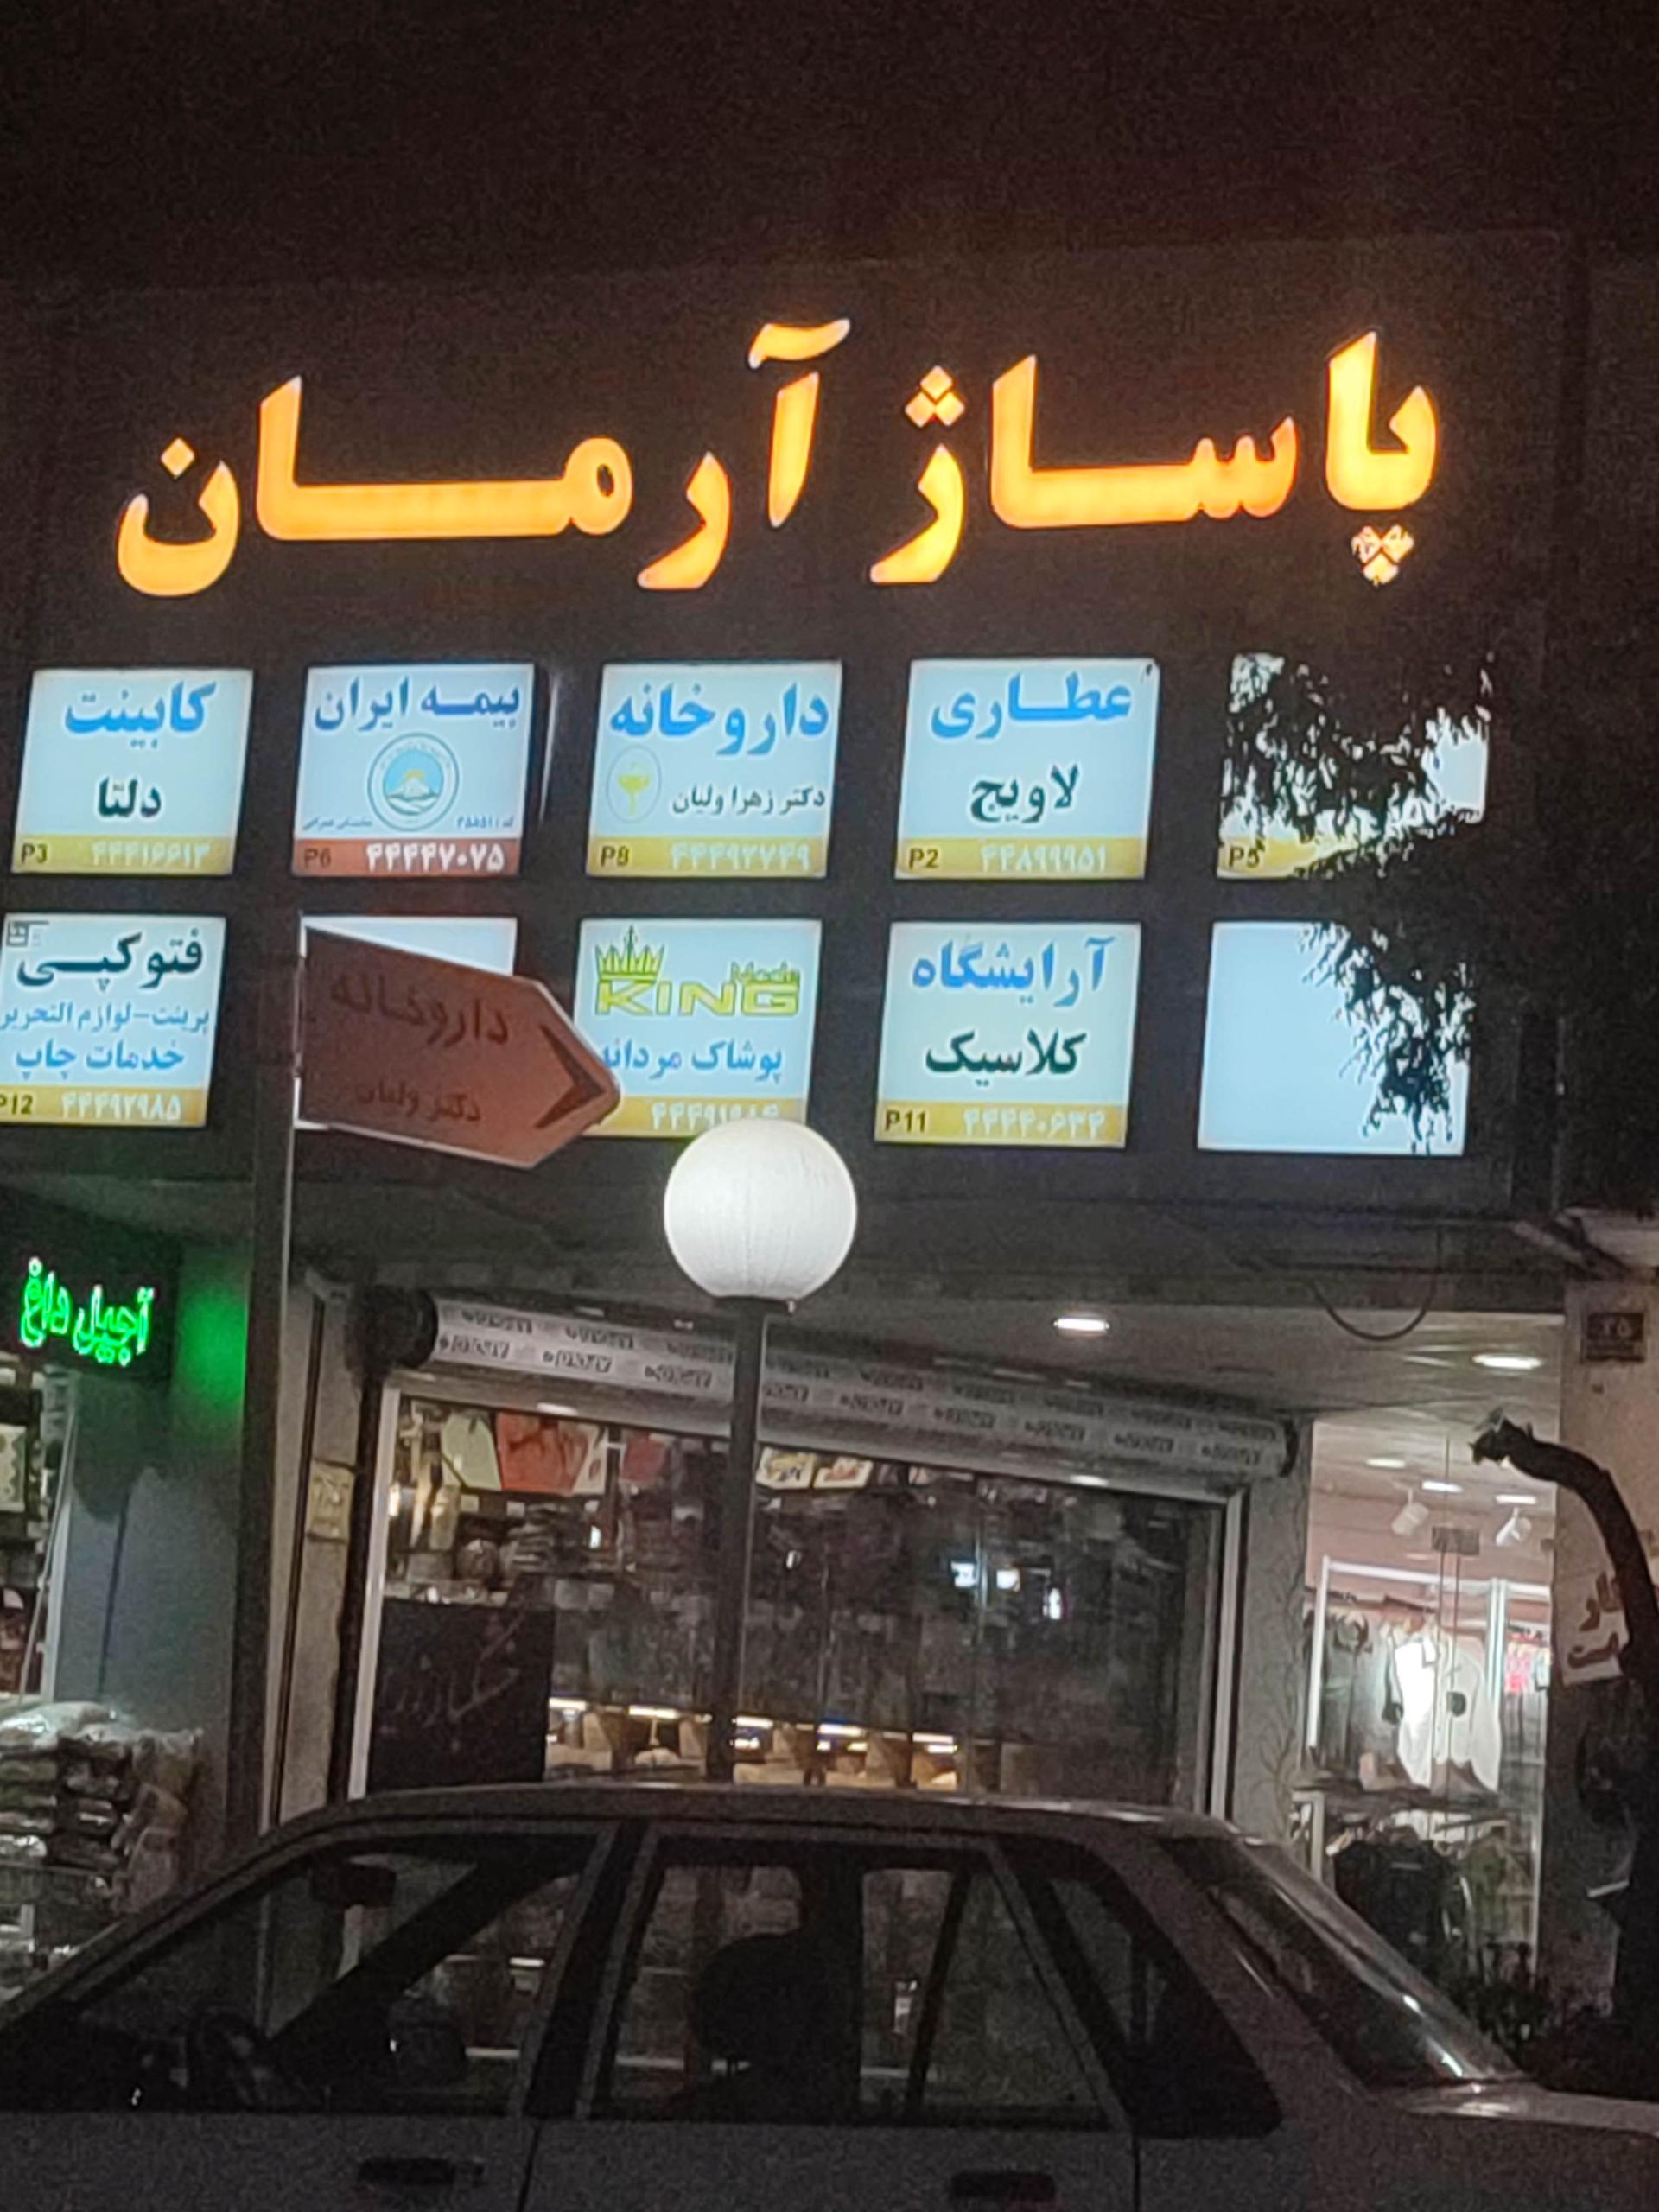 پاساژ آرمان
عطاری
لاویج
P2 ۴۴۸۹۹۹۵۱
داروخانه
دکتر زهرا ولیان
P8 ۴۴۴۹۲۷۴۹
بیمه ایران
P6 ۴۴۴۴۷۰۷۵
کابینت
دلتا
P3 ۴۴۴۱۶۶۱۳
P5
آرایشگاه
کلاسیک
P11 ۴۴۴۴۰۶۳۴
KING Mode
پوشاک مردانه
داروخانه
دکتر ولیان
فتوکپی
پرینت-لوازم التحریر
خدمات چاپ
P12 ۴۴۴۹۲۹۸۵
آجیل داغ